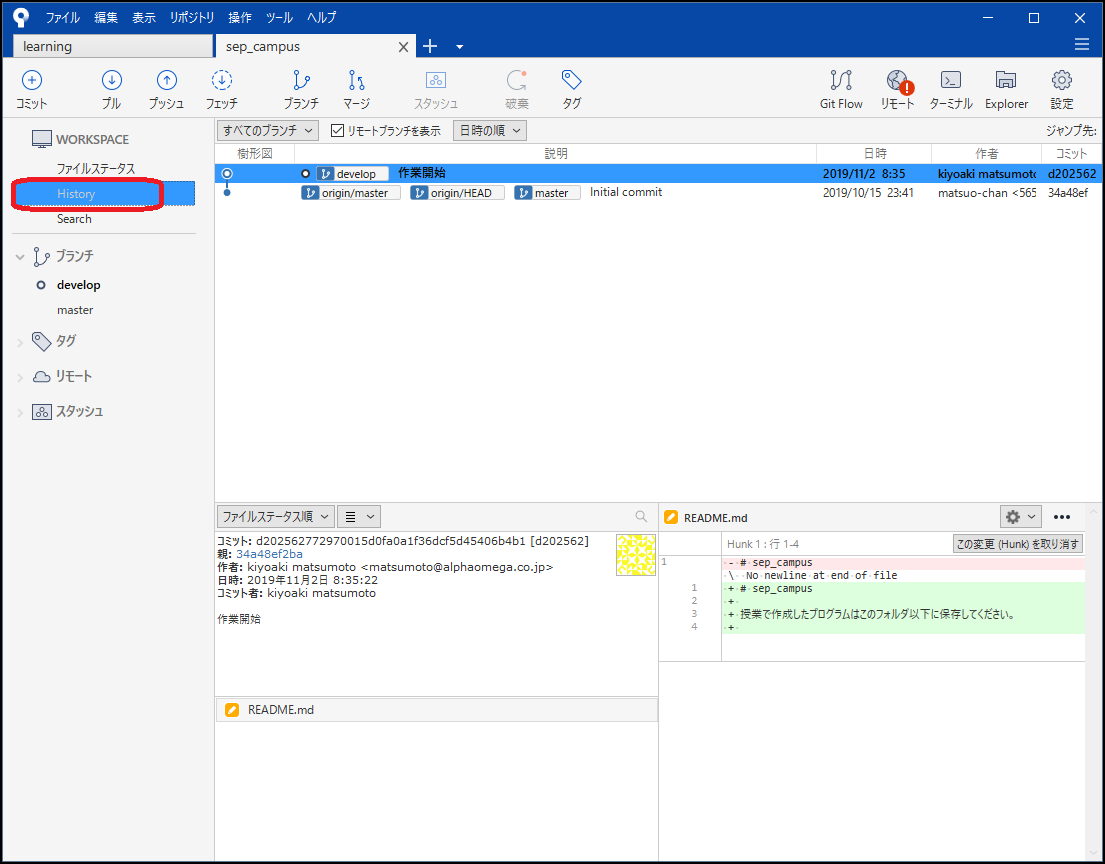 ファイル 編集 表示 リポジトリ 操作 ツール ヘルプ
learning
sep_campus
コミット プル プッシュ フェッチ ブランチ マージ スタッシュ 破棄 タグ Git Flow リモート ターミナル Explorer 設定
WORKSPACE
ファイルステータス
History
Search
ブランチ
develop
master
タグ
リモート
スタッシュ
すべてのブランチ リモートブランチを表示 日時の順 ジャンプ先:
樹形図 説明 日時 作者 コミット
develop 作業開始 2019/11/2 8:35 kiyoaki matsumoto d202562
origin/master origin/HEAD master Initial commit 2019/10/15 23:41 matsuo-chan <565 34a48ef
ファイルステータス順
コミット: d202562772970015d0fa0a1f36dcf5d45406b4b1 [d202562]
親: 34a48ef2ba
作者: kiyoaki matsumoto <matsumoto@alphaomega.co.jp>
日時: 2019年11月2日 8:35:22
コミット者: kiyoaki matsumoto
作業開始
README.md
README.md
Hunk 1 : 行 1-4 この変更 (Hunk) を取り消す
1 - # sep_campus
\ No newline at end of file
1 + # sep_campus
2 +
3 + 授業で作成したプログラムはこのフォルダ以下に保存してください。
4 +